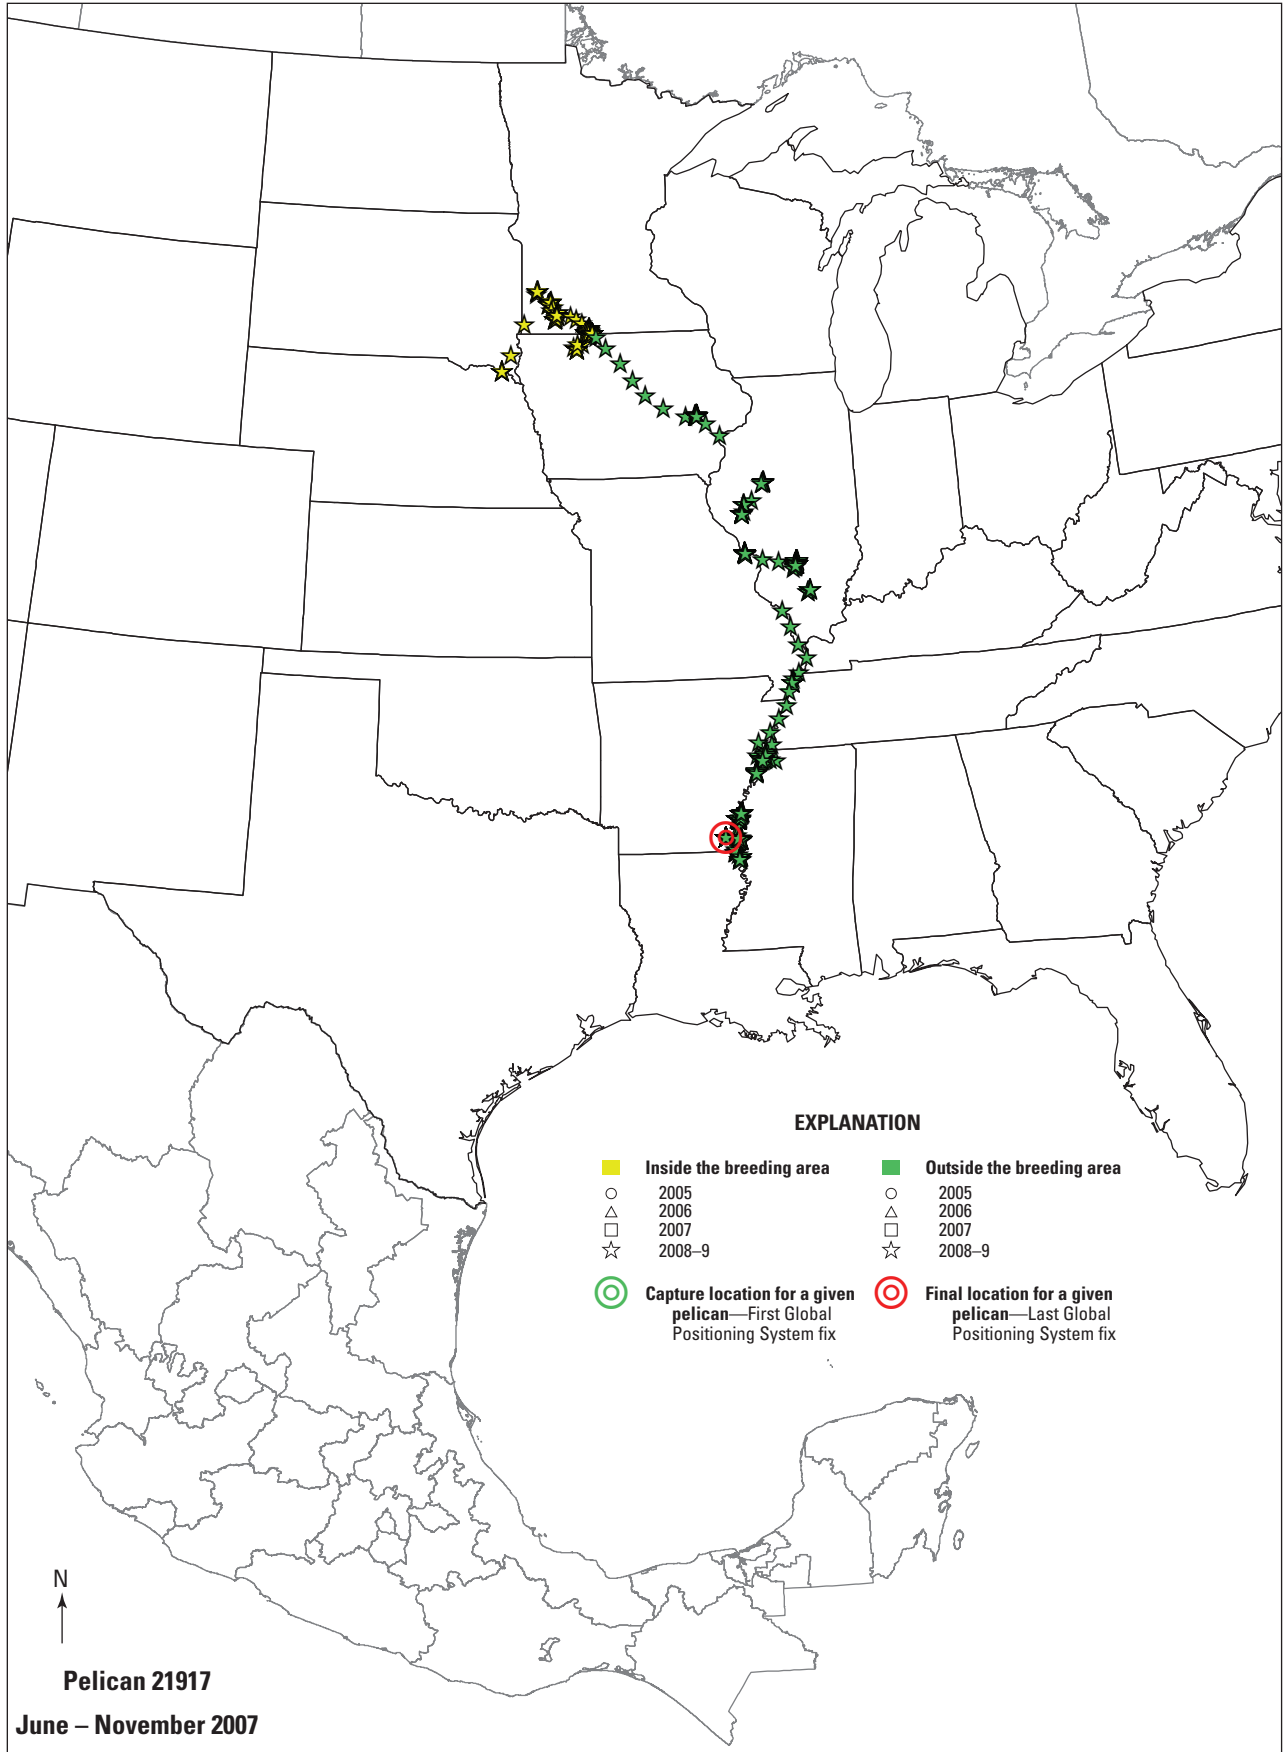 EXPLANATION
Inside the breeding area
2005
2006
2007
2008–9
Capture location for a given
pelican—First Global
Positioning System fix
Outside the breeding area
2005
2006
2007
2008–9
Final location for a given
pelican—Last Global
Positioning System fix
N
Pelican 21917
June – November 2007